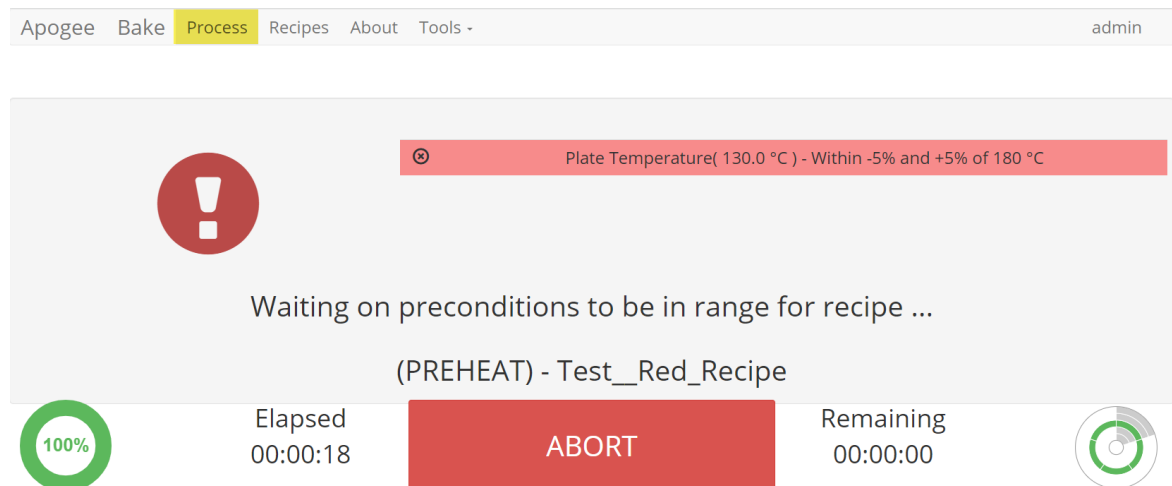 Apogee Bake Process Recipes About Tools admin
Plate Temperature( 130.0 °C ) - Within -5% and +5% of 180 °C
Waiting on preconditions to be in range for recipe ...
(PREHEAT) - Test__Red_Recipe
100%
Elapsed
00:00:18
ABORT
Remaining
00:00:00